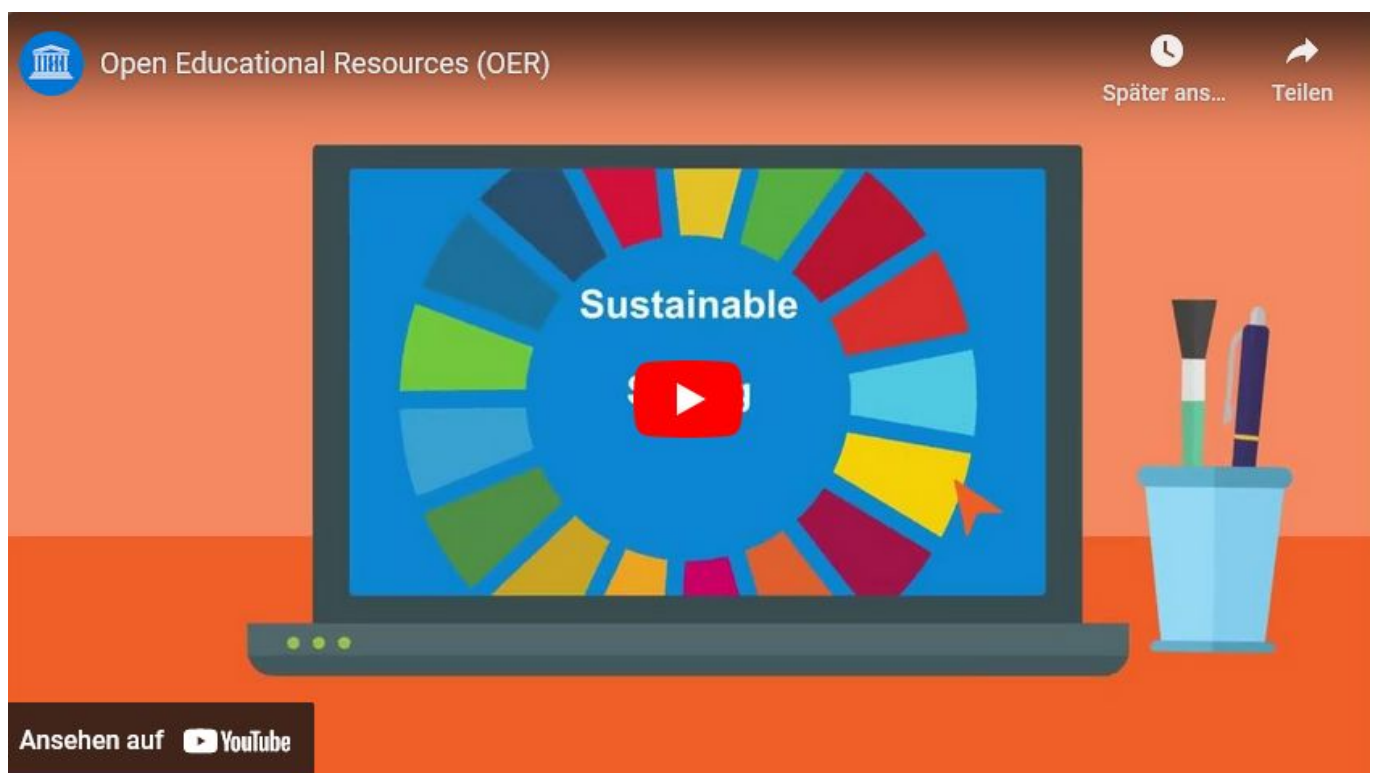 Open Educational Resources (OER)
Später ans...
Teilen
Sustainable
Ansehen auf YouTube